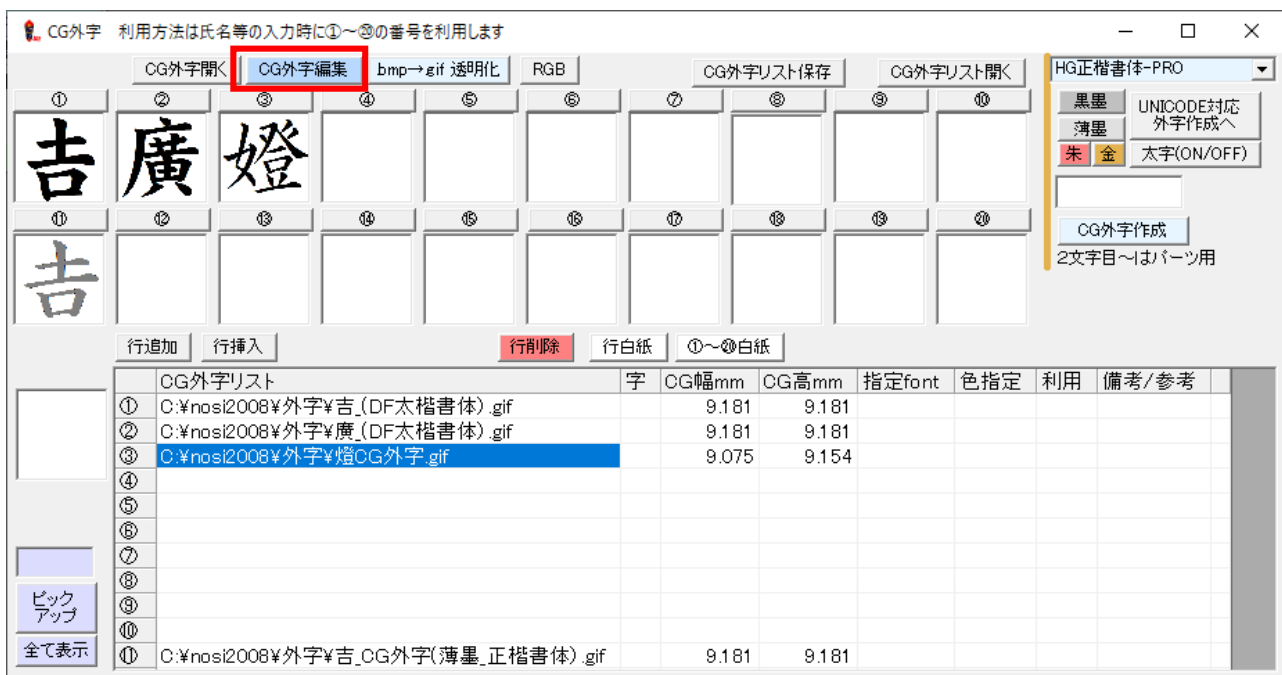 CG外字　利用方法は氏名等の入力時に①～⑳の番号を利用します
CG外字開く CG外字編集 bmp→gif 透明化 RGB CG外字リスト保存 CG外字リスト開く HG正楷書体-PRO
① ② ③ ④ ⑤ ⑥ ⑦ ⑧ ⑨ ⑩
𠮷 廣 嬁
黒墨 UNICODE対応外字作成へ
薄墨
朱 金 太字(ON/OFF)
⑪ ⑫ ⑬ ⑭ ⑮ ⑯ ⑰ ⑱ ⑲ ⑳
𠮷
CG外字作成
2文字目～はパーツ用
行追加 行挿入 行削除 行白紙 ①～⑳白紙
CG外字リスト 字 CG幅mm CG高mm 指定font 色指定 利用 備考/参考
① C:¥nosi2008¥外字¥吉_(DF太楷書体).gif 9.181 9.181
② C:¥nosi2008¥外字¥廣_(DF太楷書体).gif 9.181 9.181
③ C:¥nosi2008¥外字¥燈CG外字.gif 9.075 9.154
④
⑤
⑥
⑦
⑧
⑨
⑩
⑪ C:¥nosi2008¥外字¥吉_CG外字(薄墨_正楷書体).gif 9.181 9.181
ピックアップ
全て表示